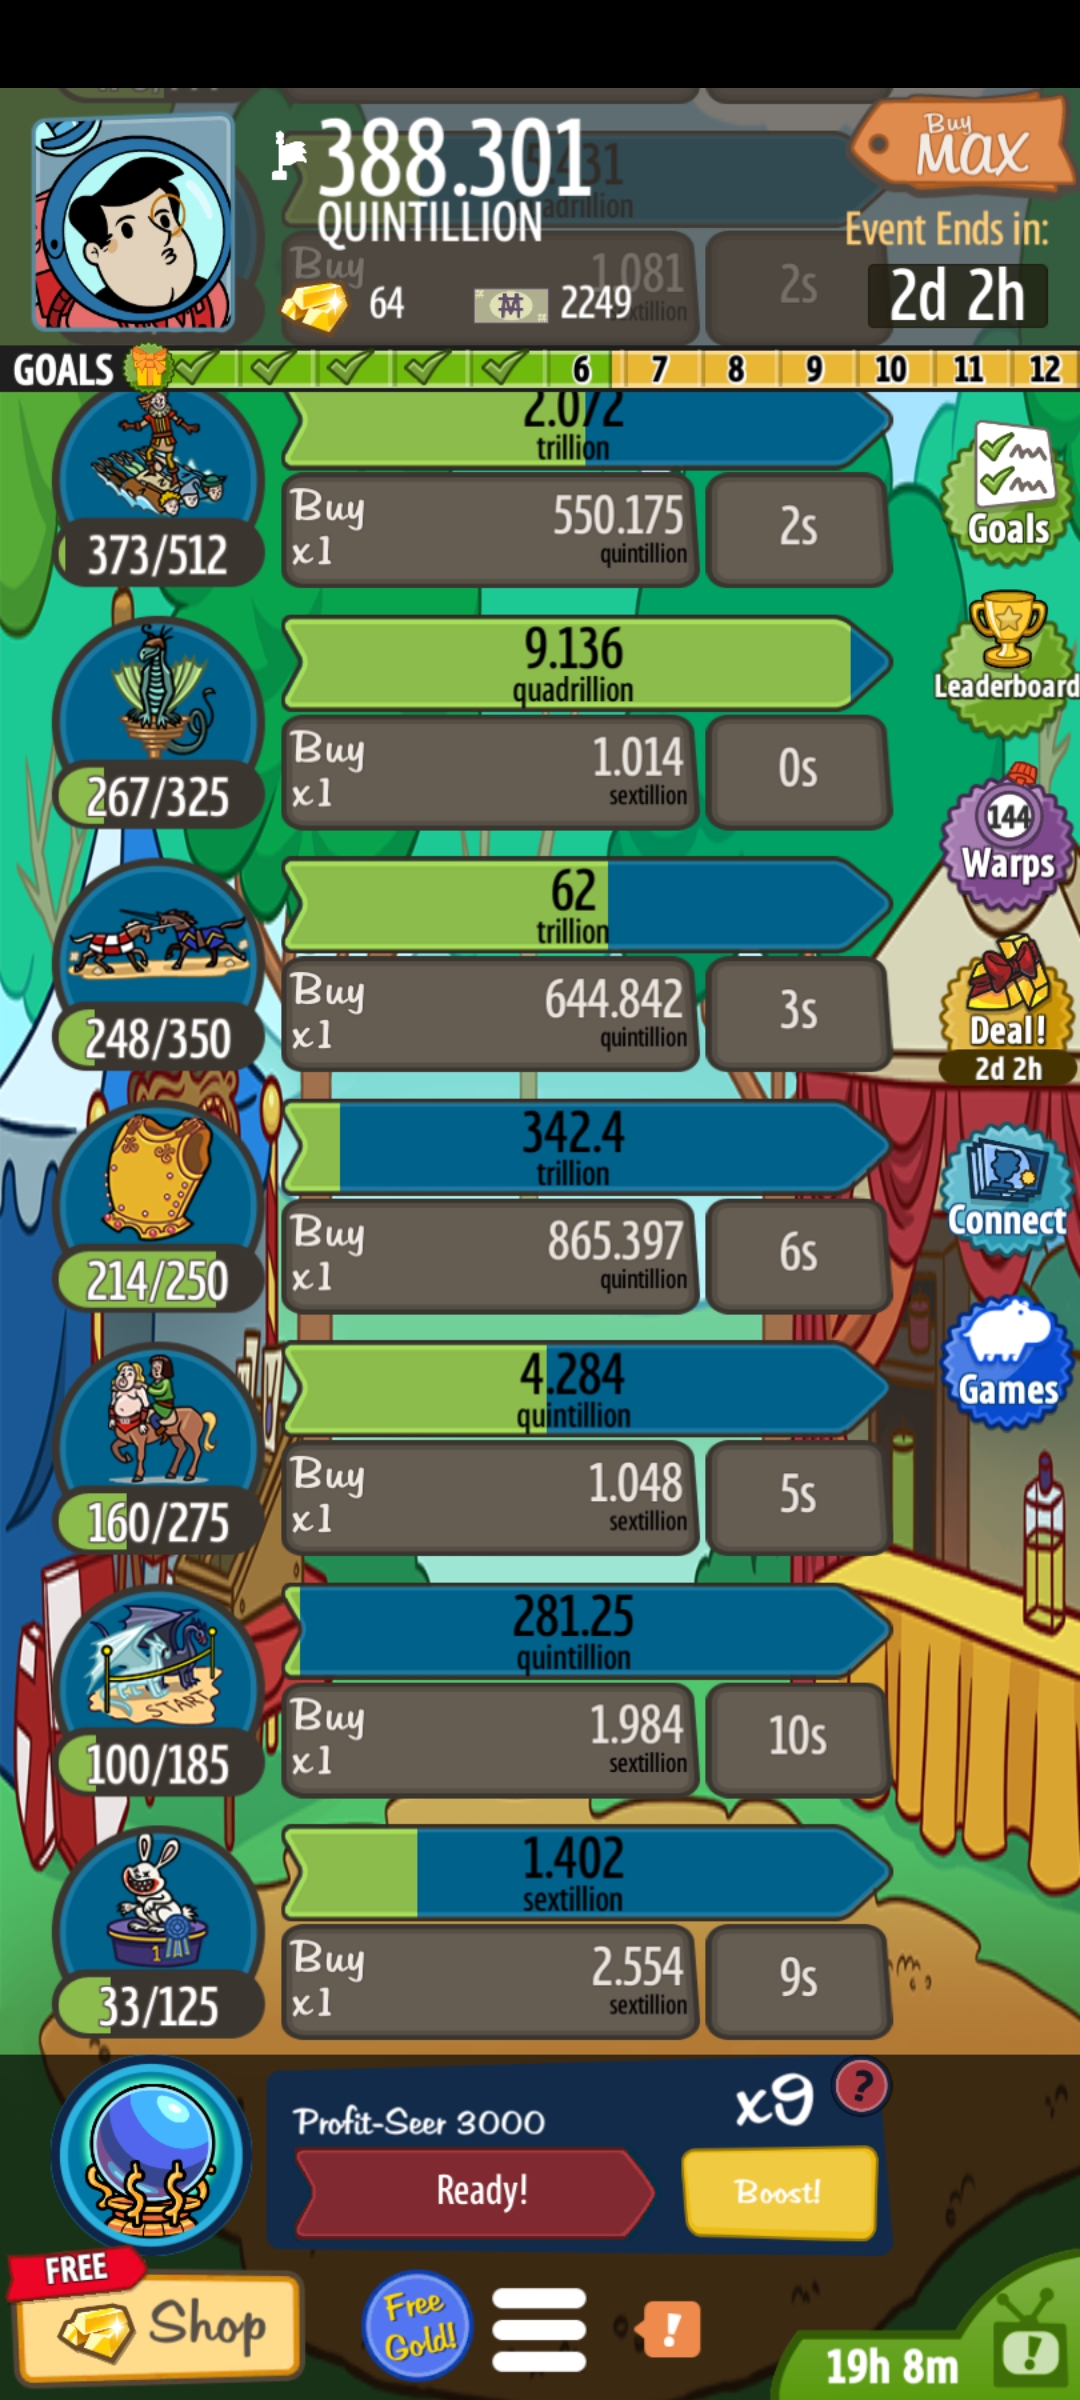 388.301
QUINTILLION
Buy
MAX
Event Ends in:
2d 2h
64
2249
Buy
1.081
2s
GOALS
6
7
8
9
10
11
12
2.072
trillion
Buy
x1
550.175
quintillion
2s
373/512
Goals
9.136
quadrillion
Buy
x1
1.014
sextillion
0s
267/325
Leaderboard
144
Warps
62
trillion
Buy
x1
644.842
quintillion
3s
248/350
Deal!
2d 2h
342.4
trillion
Buy
x1
865.397
quintillion
6s
214/250
Connect
4.284
quintillion
Buy
x1
1.048
sextillion
5s
160/275
Games
281.25
quintillion
Buy
x1
1.984
sextillion
10s
START
100/185
1.402
sextillion
Buy
x1
2.554
sextillion
9s
1
33/125
Profit-Seer 3000
x9
?
Ready!
Boost!
FREE
Shop
Free
Gold!
!
19h 8m
!